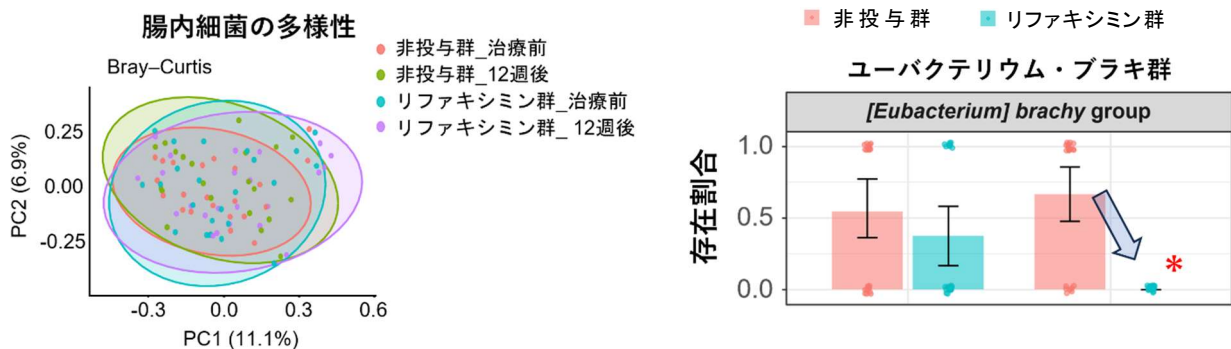 腸内細菌の多様性
Bray–Curtis
非投与群_治療前
非投与群_12週後
リファキシミン群_治療前
リファキシミン群_ 12週後
PC2 (6.9%)
0.25
0.00
-0.25
-0.3
0.0
0.3
0.6
PC1 (11.1%)
非投与群
リファキシミン群
ユーバクテリウム・ブラキ群
[Eubacterium] brachy group
存在割合
1.0
0.5
0.0
*